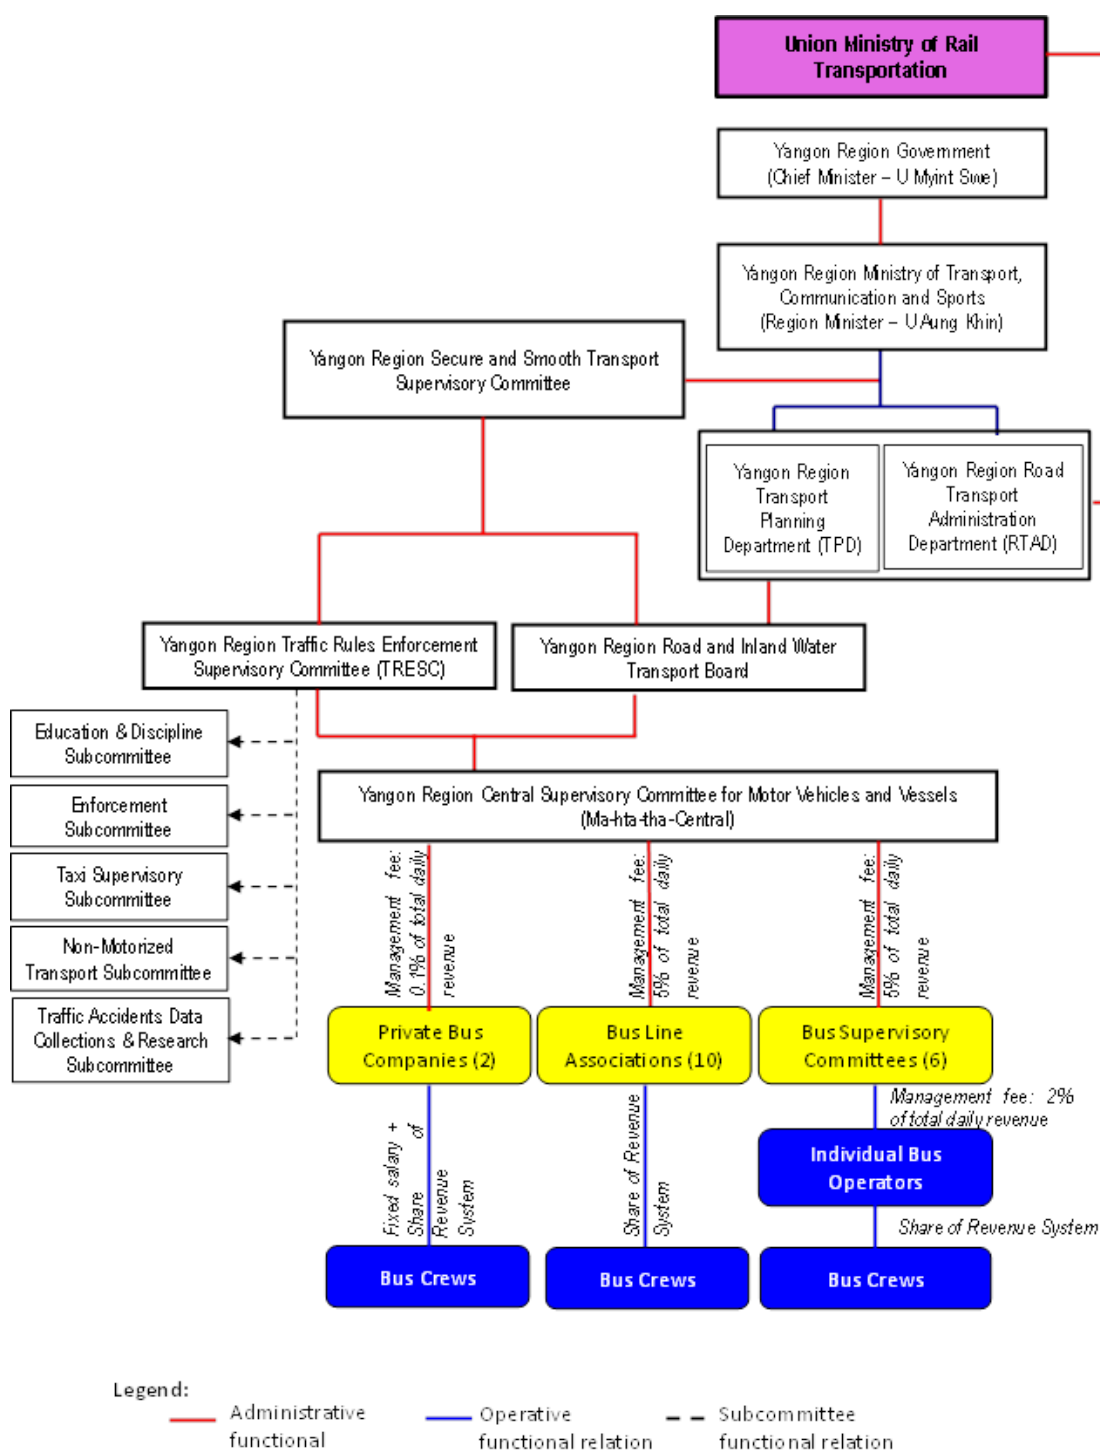 Union Ministry of Rail
Transportation
Yangon Region Government
(Chief Minister – U Myint Swe)
Yangon Region Ministry of Transport,
Communication and Sports
(Region Minister – U Aung Khin)
Yangon Region Secure and Smooth Transport
Supervisory Committee
Yangon Region
Transport
Planning
Department (TPD)
Yangon Region Road
Transport
Administration
Department (RTAD)
Yangon Region Traffic Rules Enforcement
Supervisory Committee (TRESC)
Yangon Region Road and Inland Water
Transport Board
Education & Discipline
Subcommittee
Enforcement
Subcommittee
Taxi Supervisory
Subcommittee
Non-Motorized
Transport Subcommittee
Traffic Accidents Data
Collections & Research
Subcommittee
Yangon Region Central Supervisory Committee for Motor Vehicles and Vessels
(Ma-hta-tha-Central)
Management fee:
0.1% of total daily
revenue
Management fee:
5% of total daily
revenue
Management fee:
5% of total daily
revenue
Private Bus
Companies (2)
Bus Line
Associations (10)
Bus Supervisory
Committees (6)
Management fee: 2%
of total daily revenue
Fixed salary +
Share of
Revenue
System
Share of Revenue
System
Individual Bus
Operators
Share of Revenue System
Bus Crews
Bus Crews
Bus Crews
Legend:
Administrative
functional
Operative
functional relation
Subcommittee
functional relation